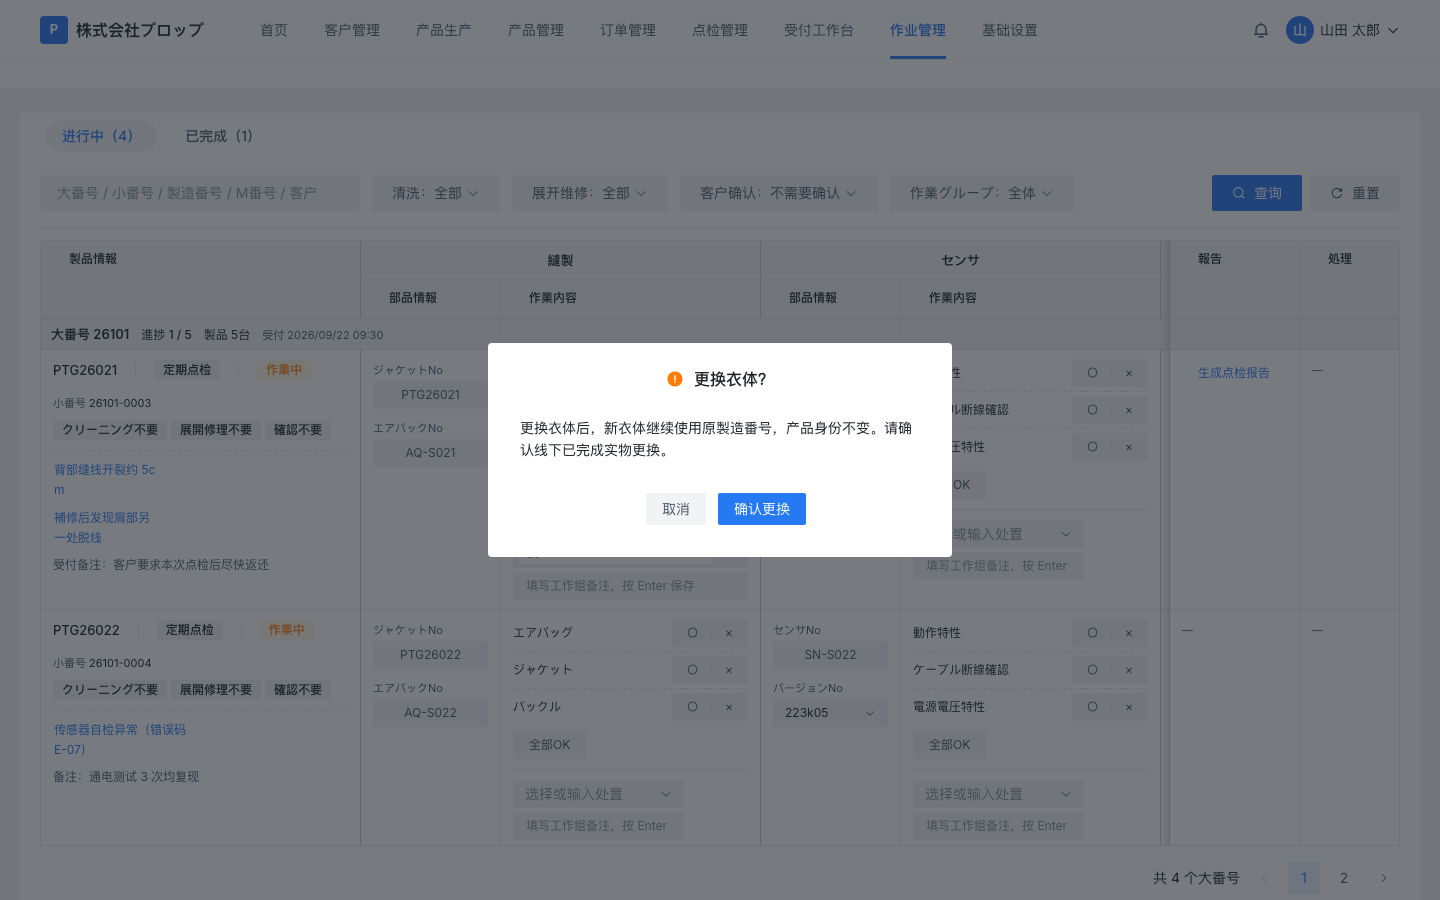 P 株式会社プロップ 首页 客户管理 产品生产 产品管理 订单管理 点检管理 受付工作台 作业管理 基础设置 山 山田 太郎
进行中（4） 已完成（1）
大番号 / 小番号 / 製造番号 / M番号 / 客户 清洗：全部 展开维修：全部 客户确认：不需要确认 作業グループ：全体 查询 重置
製品情報 縫製 センサ 報告 処理
部品情報 作業内容 部品情報 作業内容
大番号 26101 進捗 1 / 5 製品 5台 受付 2026/09/22 09:30
PTG26021 定期点检 作業中
小番号 26101-0003
クリーニング不要 展開修理不要 確認不要
背部缝线开裂约 5c
m
補修后发现肩部另
一处脱线
受付备注：客户要求本次点检后尽快返还
ジャケットNo
PTG26021
エアバックNo
AQ-S021
更换衣体?
更换衣体后，新衣体继续使用原製造番号，产品身份不变。请确
认线下已完成实物更换。
取消 确认更换
填写工作组备注，按 Enter 保存
性 O ×
ル断線確認 O ×
圧特性 O ×
OK
或输入处置
填写工作组备注，按 Enter
生成点检报告 —
PTG26022 定期点检 作業中
小番号 26101-0004
クリーニング不要 展開修理不要 確認不要
传感器自检异常（错误码
E-07）
备注：通电测试 3 次均复现
ジャケットNo
PTG26022
エアバックNo
AQ-S022
エアバッグ O ×
ジャケット O ×
バックル O ×
全部OK
选择或输入处置
填写工作组备注，按 Enter
センサNo
SN-S022
バージョンNo
223k05
動作特性 O ×
ケーブル断線確認 O ×
電源電圧特性 O ×
全部OK
选择或输入处置
填写工作组备注，按 Enter
— —
共 4 个大番号 1 2